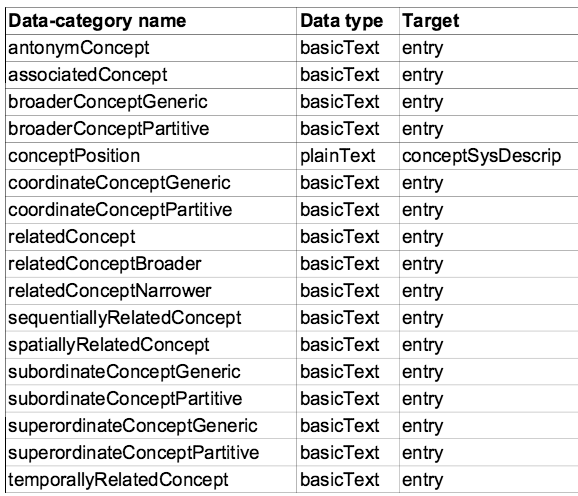 Data-category name Data type Target
antonymConcept basicText entry
associatedConcept basicText entry
broaderConceptGeneric basicText entry
broaderConceptPartitive basicText entry
conceptPosition plainText conceptSysDescrip
coordinateConceptGeneric basicText entry
coordinateConceptPartitive basicText entry
relatedConcept basicText entry
relatedConceptBroader basicText entry
relatedConceptNarrower basicText entry
sequentiallyRelatedConcept basicText entry
spatiallyRelatedConcept basicText entry
subordinateConceptGeneric basicText entry
subordinateConceptPartitive basicText entry
superordinateConceptGeneric basicText entry
superordinateConceptPartitive basicText entry
temporallyRelatedConcept basicText entry